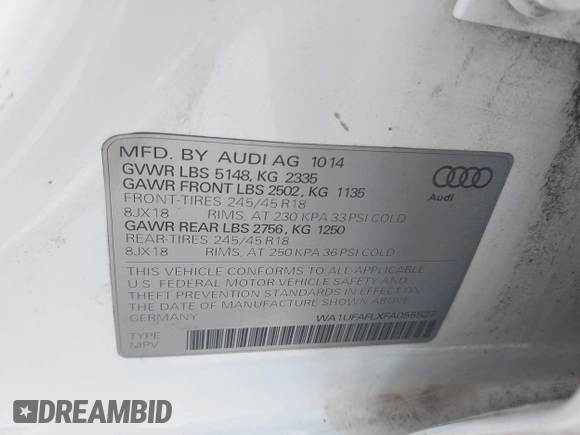 MFD. BY AUDI AG 10 14
GVWR LBS 5148, KG 2335
GAWR FRONT LBS 2502, KG 1135
FRONT-TIRES 245/45 R18
8JX18 RIMS, AT 230 KPA 33 PSI COLD
GAWR REAR LBS 2756, KG 1250
REAR-TIRES 245/45 R18
8JX18 RIMS, AT 250 KPA 36 PSI COLD
Audi
THIS VEHICLE CONFORMS TO ALL APPLICABLE
U.S. FEDERAL MOTOR VEHICLE SAFETY AND
THEFT PREVENTION STANDARDS IN EFFECT ON
THE DATE OF MANUFACTURE SHOWN ABOVE.
GERMANY WA1UFAFLXFA055527
TYPE
MPV
DREAMBID